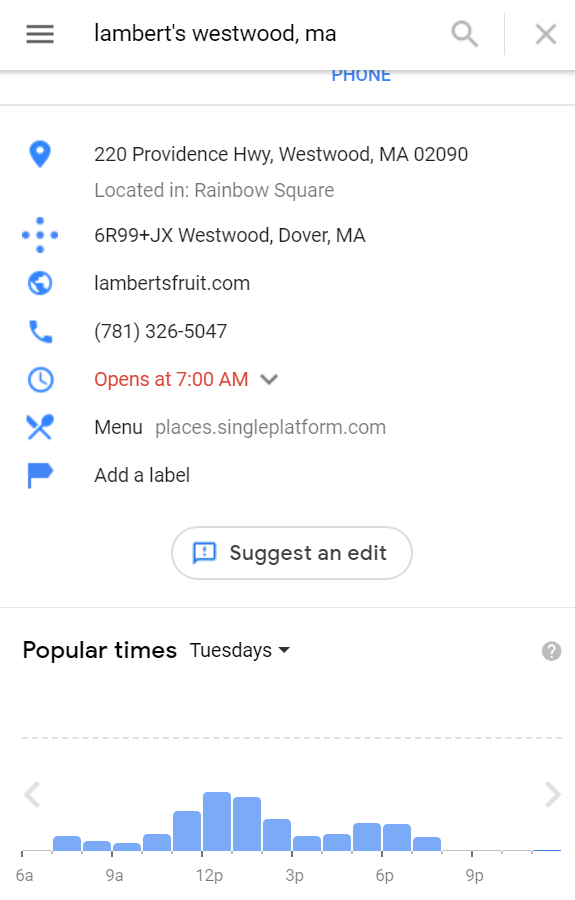 lambert's westwood, ma
PHONE
220 Providence Hwy, Westwood, MA 02090
Located in: Rainbow Square
6R99+JX Westwood, Dover, MA
lambertsfruit.com
(781) 326-5047
Opens at 7:00 AM
Menu places.singleplatform.com
Add a label
Suggest an edit
Popular times Tuesdays
6a 9a 12p 3p 6p 9p